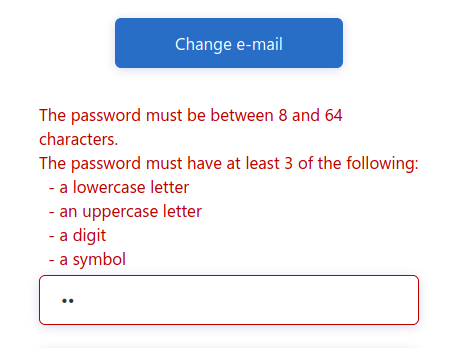 Change e-mail
The password must be between 8 and 64
characters.
The password must have at least 3 of the following:
- a lowercase letter
- an uppercase letter
- a digit
- a symbol
••